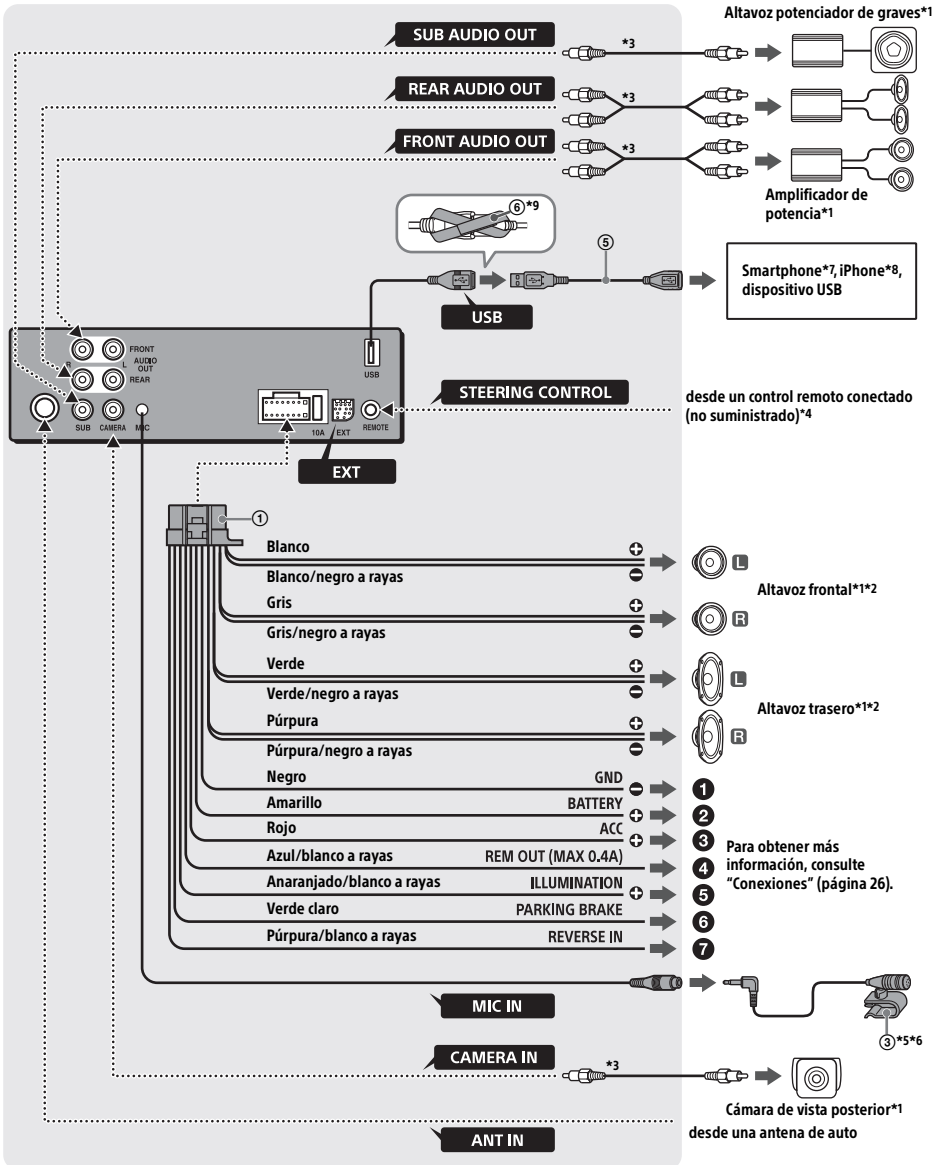 Altavoz potenciador de graves*1
SUB AUDIO OUT
*3
REAR AUDIO OUT
*3
FRONT AUDIO OUT
*3
Amplificador de
potencia*1
⑥*9
⑤
Smartphone*7, iPhone*8,
dispositivo USB
USB
FRONT
R L AUDIO
OUT
REAR
USB
SUB CAMERA MIC
10A EXT REMOTE
STEERING CONTROL
desde un control remoto conectado
(no suministrado)*4
EXT
①
Blanco
Blanco/negro a rayas
L
Altavoz frontal*1*2
Gris
Gris/negro a rayas
R
Verde
Verde/negro a rayas
L
Altavoz trasero*1*2
Púrpura
Púrpura/negro a rayas
R
Negro GND ❶
Amarillo BATTERY ❷
Rojo ACC ❸
Azul/blanco a rayas REM OUT (MAX 0.4A) ❹
Anaranjado/blanco a rayas ILLUMINATION ❺
Verde claro PARKING BRAKE ❻
Púrpura/blanco a rayas REVERSE IN ❼
Para obtener más
información, consulte
"Conexiones" (página 26).
MIC IN
③*5*6
CAMERA IN
*3
Cámara de vista posterior*1
ANT IN
desde una antena de auto